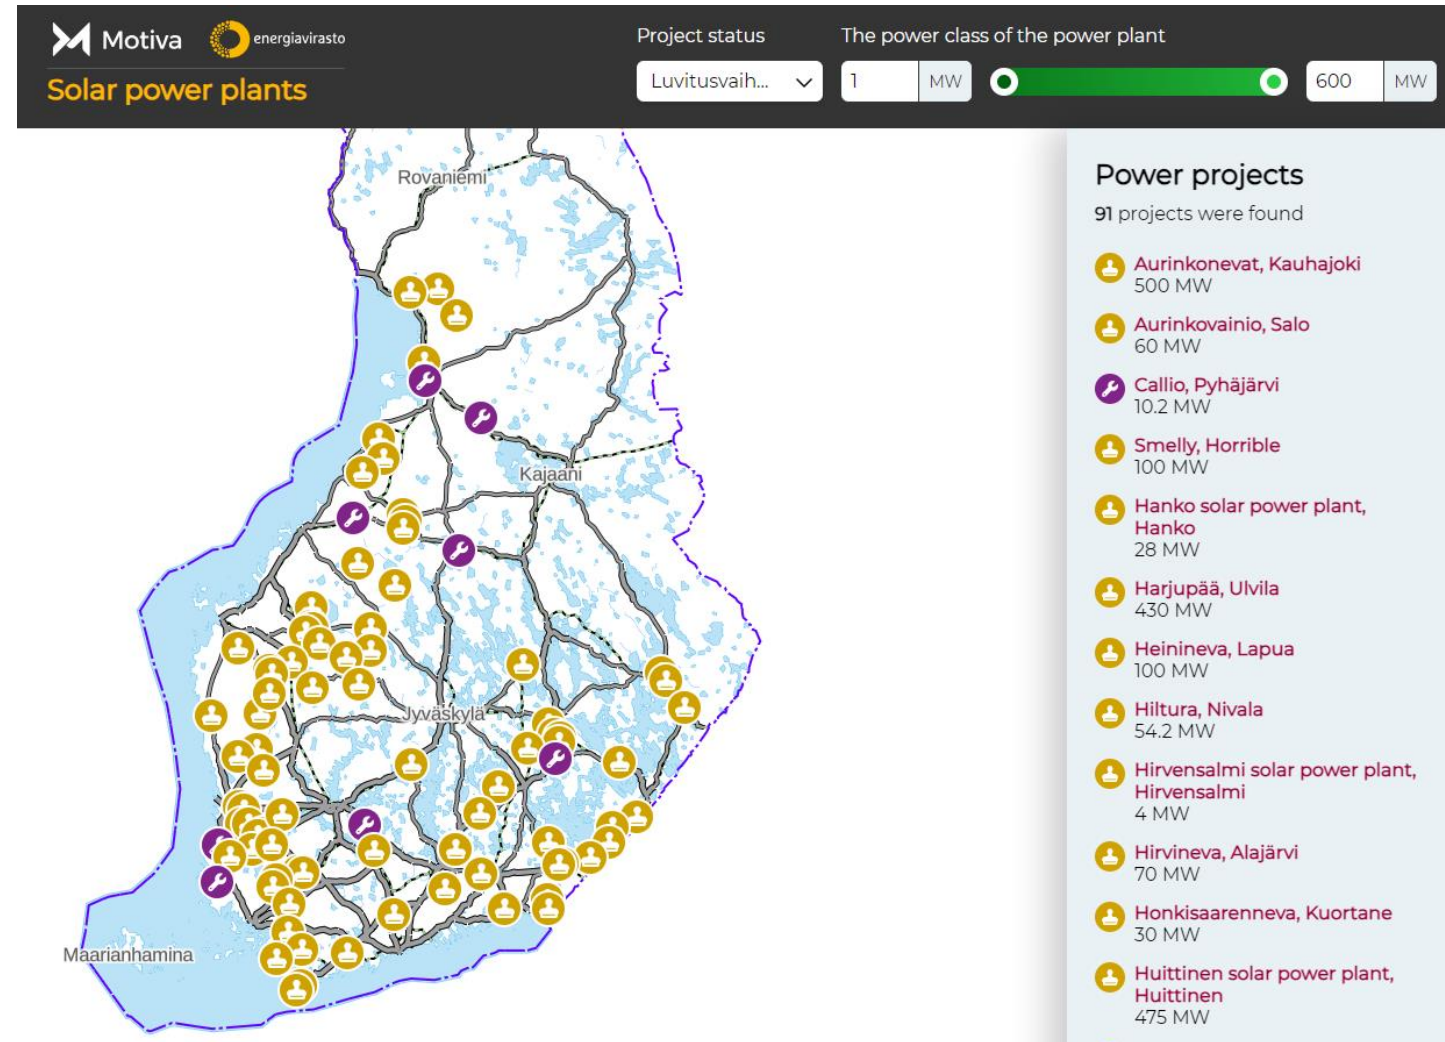 Motiva
energiavirasto
Solar power plants
Project status
The power class of the power plant
Luvitusvaih...
1 MW
600 MW
Rovaniemi
Kajaani
Jyväskylä
Maarianhamina
Power projects
91 projects were found
Aurinkonevat, Kauhajoki
500 MW
Aurinkovainio, Salo
60 MW
Callio, Pyhäjärvi
10.2 MW
Smelly, Horrible
100 MW
Hanko solar power plant,
Hanko
28 MW
Harjupää, Ulvila
430 MW
Heinineva, Lapua
100 MW
Hiltura, Nivala
54.2 MW
Hirvensalmi solar power plant,
Hirvensalmi
4 MW
Hirvineva, Alajärvi
70 MW
Honkisaarenneva, Kuortane
30 MW
Huittinen solar power plant,
Huittinen
475 MW